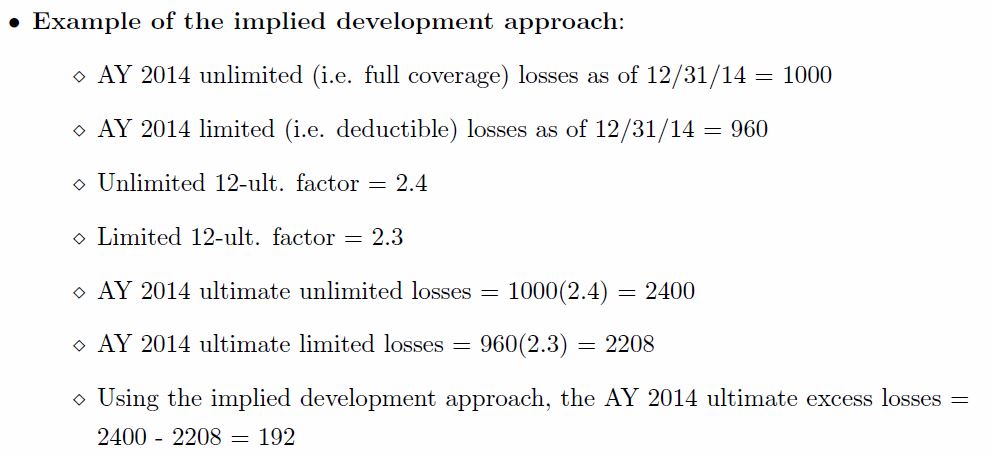 • Example of the implied development approach:
⋄ AY 2014 unlimited (i.e. full coverage) losses as of 12/31/14 = 1000
⋄ AY 2014 limited (i.e. deductible) losses as of 12/31/14 = 960
⋄ Unlimited 12-ult. factor = 2.4
⋄ Limited 12-ult. factor = 2.3
⋄ AY 2014 ultimate unlimited losses = 1000(2.4) = 2400
⋄ AY 2014 ultimate limited losses = 960(2.3) = 2208
⋄ Using the implied development approach, the AY 2014 ultimate excess losses =
2400 - 2208 = 192